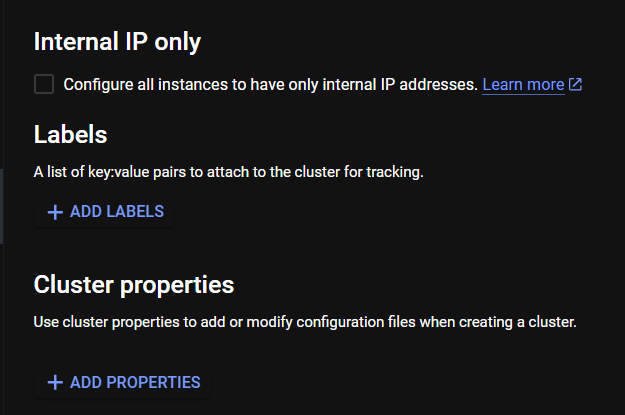 Internal IP only
Configure all instances to have only internal IP addresses. Learn more
Labels
A list of key:value pairs to attach to the cluster for tracking.
+ ADD LABELS
Cluster properties
Use cluster properties to add or modify configuration files when creating a cluster.
+ ADD PROPERTIES